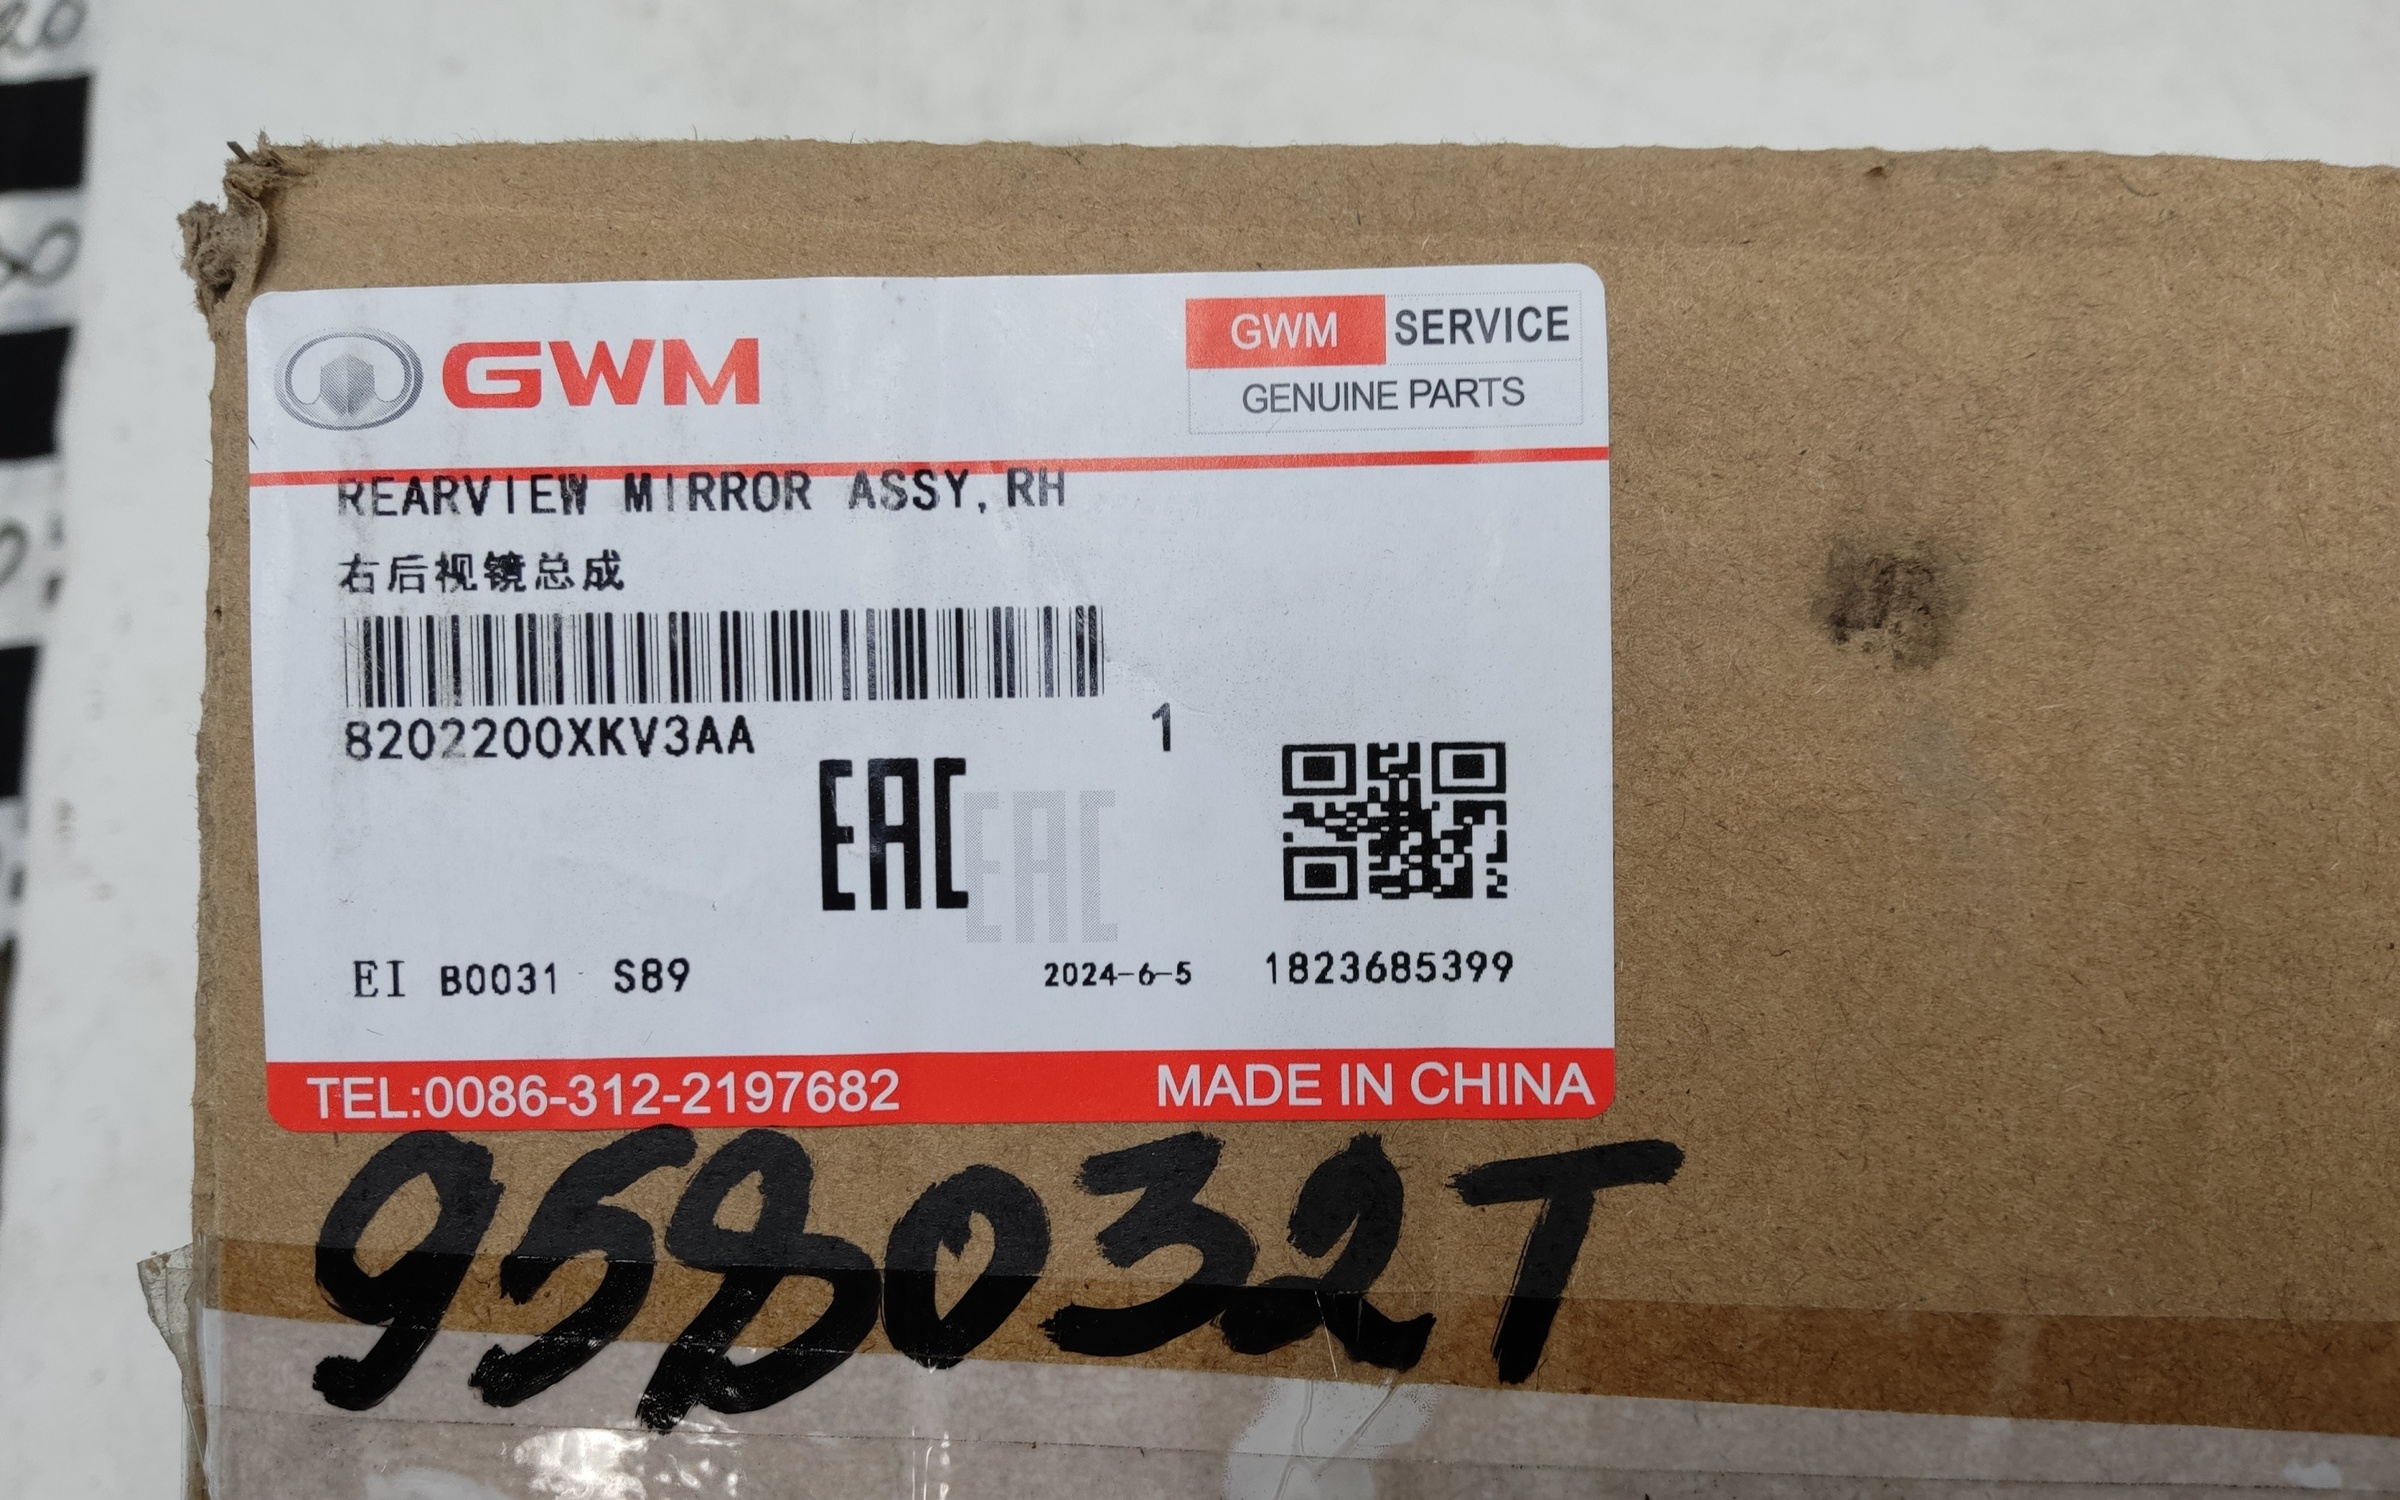 GWM
GWM SERVICE
GENUINE PARTS
REARVIEW MIRROR ASSY, RH
右后视镜总成
8202200XKV3AA
1
EAC
EAC
EI B0031 S89
2024-6-5
1823685399
TEL:0086-312-2197682
MADE IN CHINA
958032T